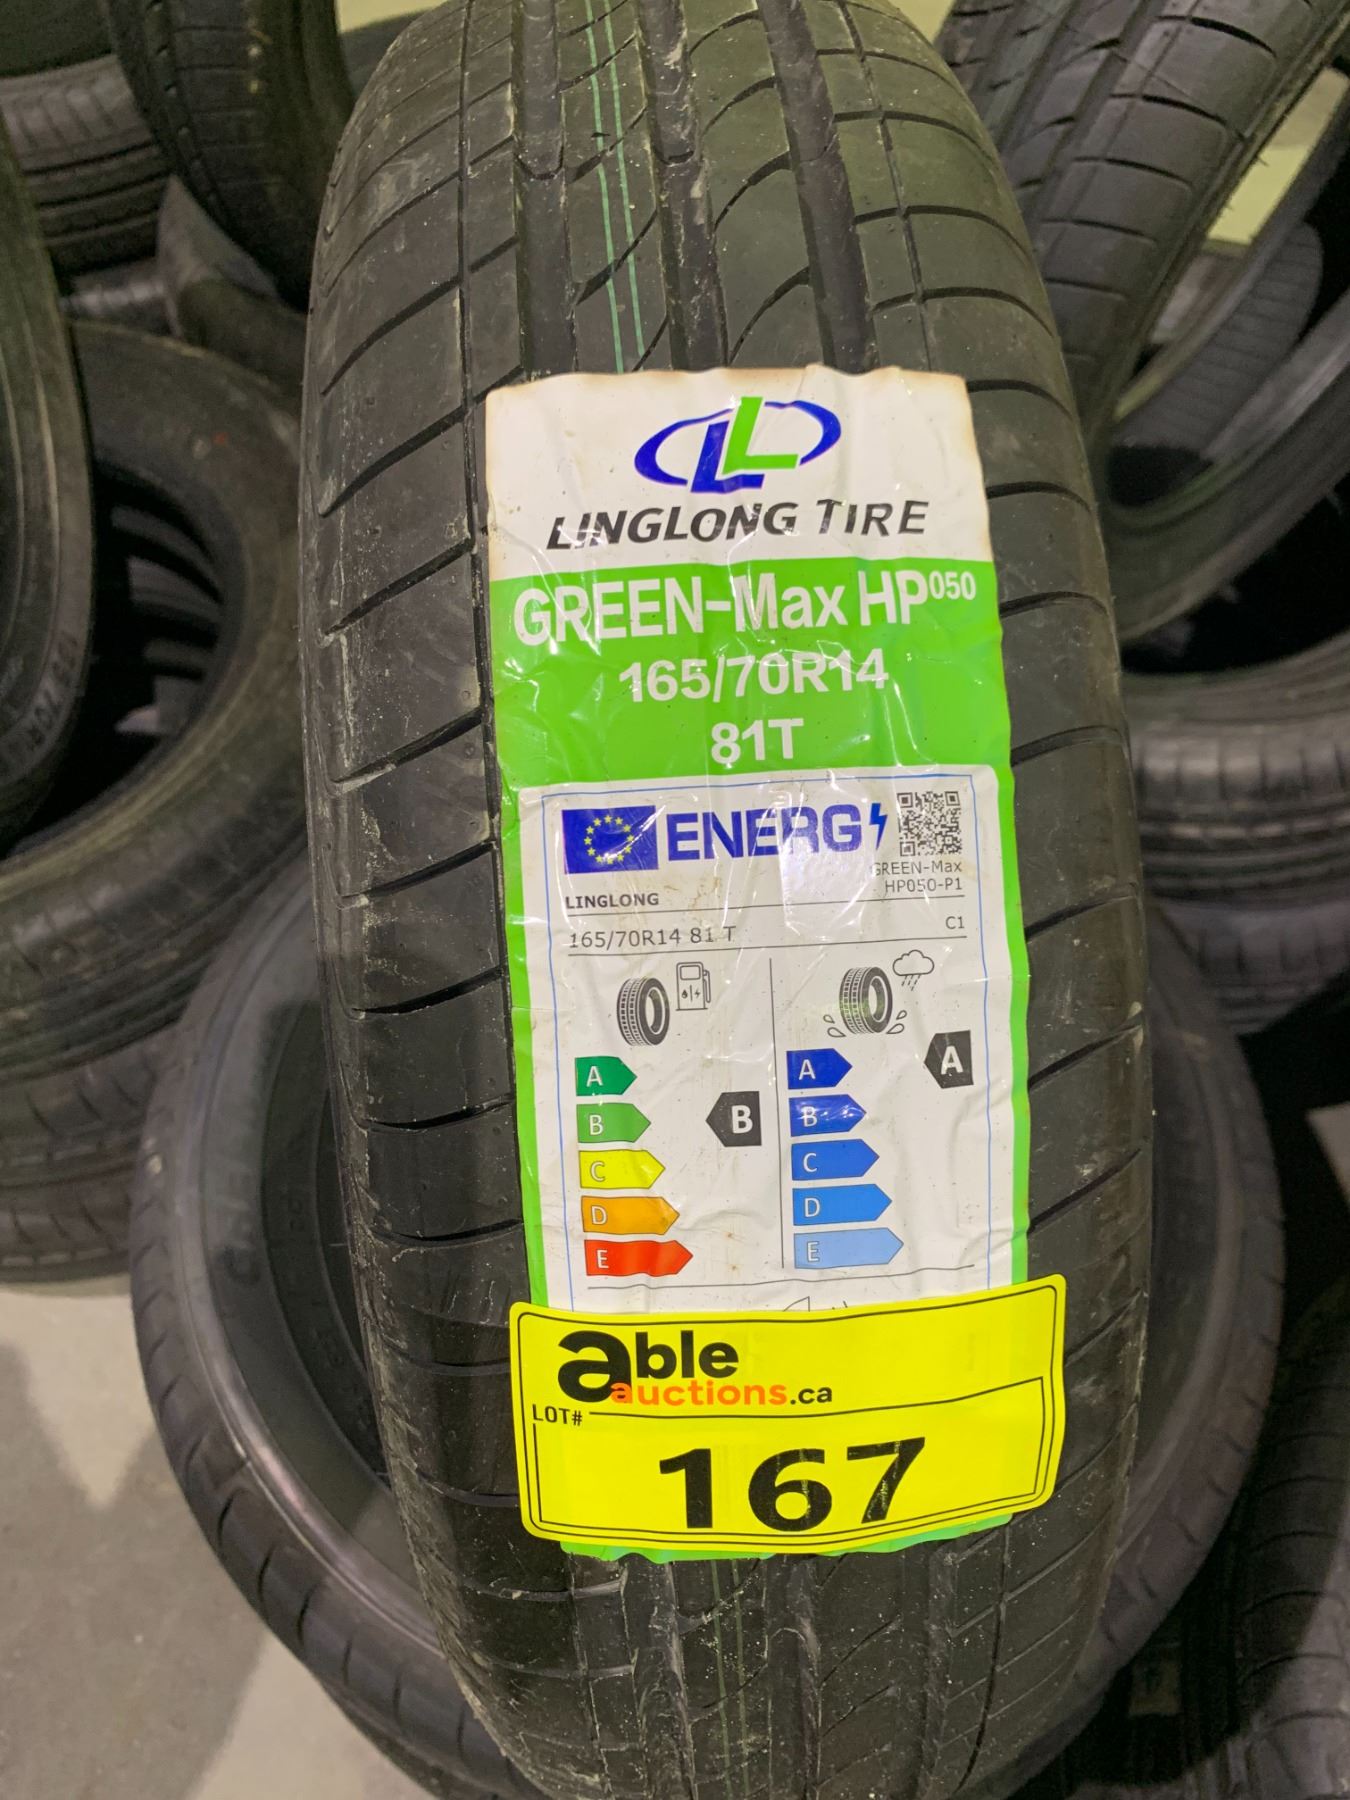 LL
LINGLONG TIRE
GREEN-Max HP050
165/70R14
81T
ENERG
GREEN-Max
HP050-P1
LINGLONG
165/70R14 81 T
C1
A
B
C
D
E
B
A
B
C
D
E
A
able
auctions.ca
LOT#
167